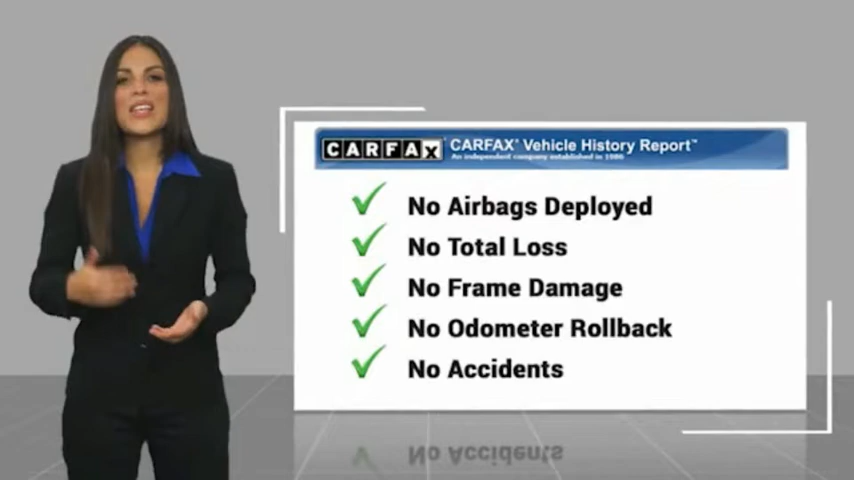 CARFAX CARFAX® Vehicle History Report™
An independent company established in 1986
No Airbags Deployed
No Total Loss
No Frame Damage
No Odometer Rollback
No Accidents
No Accidents